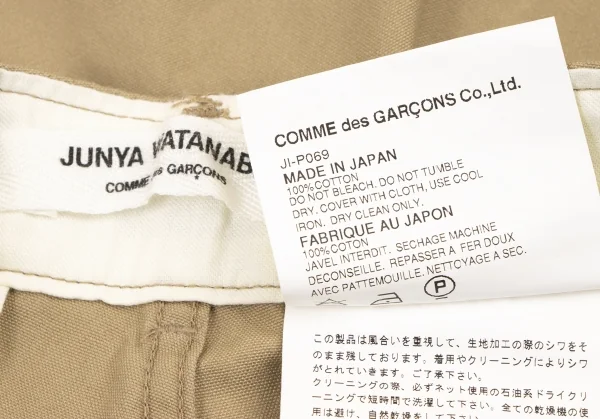 JUNYA WATANAB
COMME des GARÇONS
COMME des GARÇONS Co.,Ltd.
JI-P069
MADE IN JAPAN
100%COTTON
DO NOT BLEACH. DO NOT TUMBLE
DRY. COVER WITH CLOTH, USE COOL
IRON. DRY CLEAN ONLY.
FABRIQUE AU JAPON
100%COTON
JAVEL INTERDIT. SECHAGE MACHINE
DECONSEILLE. REPASSER A FER DOUX
AVEC PATTEMOUILLE. NETTOYAGE A SEC.
P
この製品は風合いを重視して、生地加工の際のシワをそ
のまま残しております。着用やクリーニングによりシワ
がとれていきます。ご了承下さい。
クリーニングの際、必ずネット使用の石油系ドライクリ
ーニングで短時間で洗濯して下さい。全ての乾燥機の使
用は避け、自然乾燥をして下さい